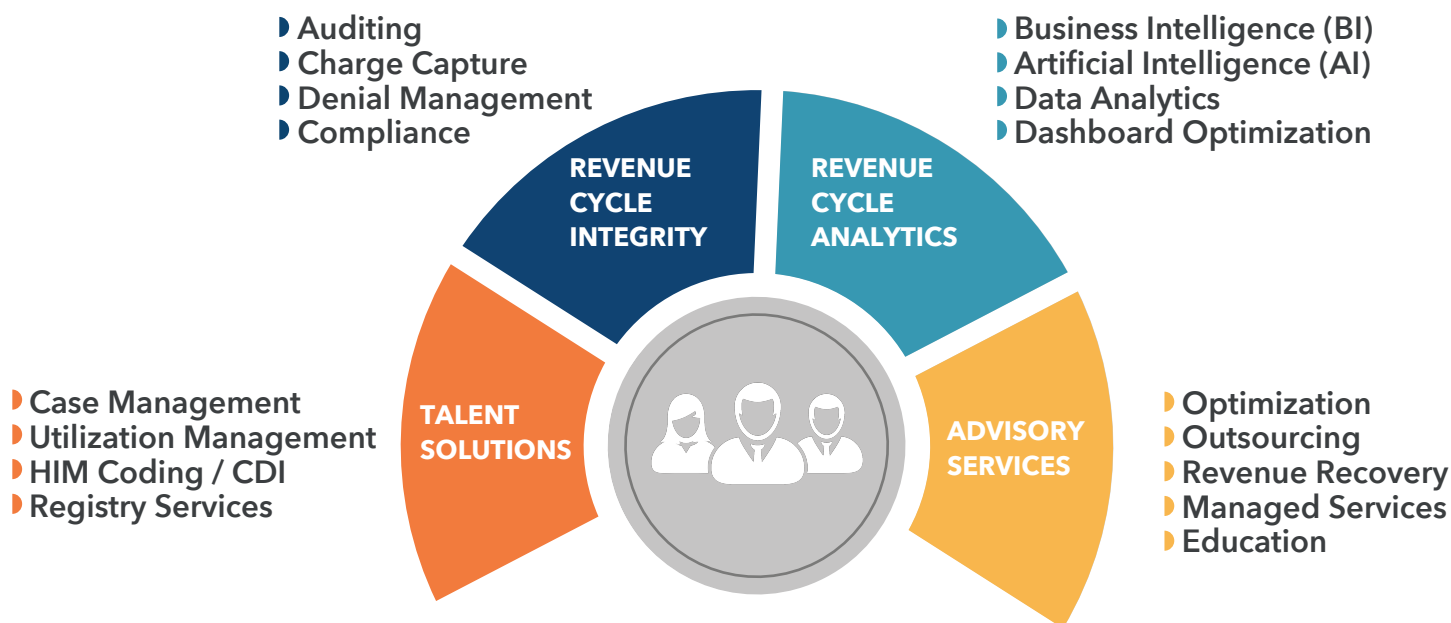 Auditing
Charge Capture
Denial Management
Compliance
Business Intelligence (BI)
Artificial Intelligence (AI)
Data Analytics
Dashboard Optimization
REVENUE
CYCLE
INTEGRITY
REVENUE
CYCLE
ANALYTICS
Case Management
Utilization Management
HIM Coding / CDI
Registry Services
TALENT
SOLUTIONS
ADVISORY
SERVICES
Optimization
Outsourcing
Revenue Recovery
Managed Services
Education